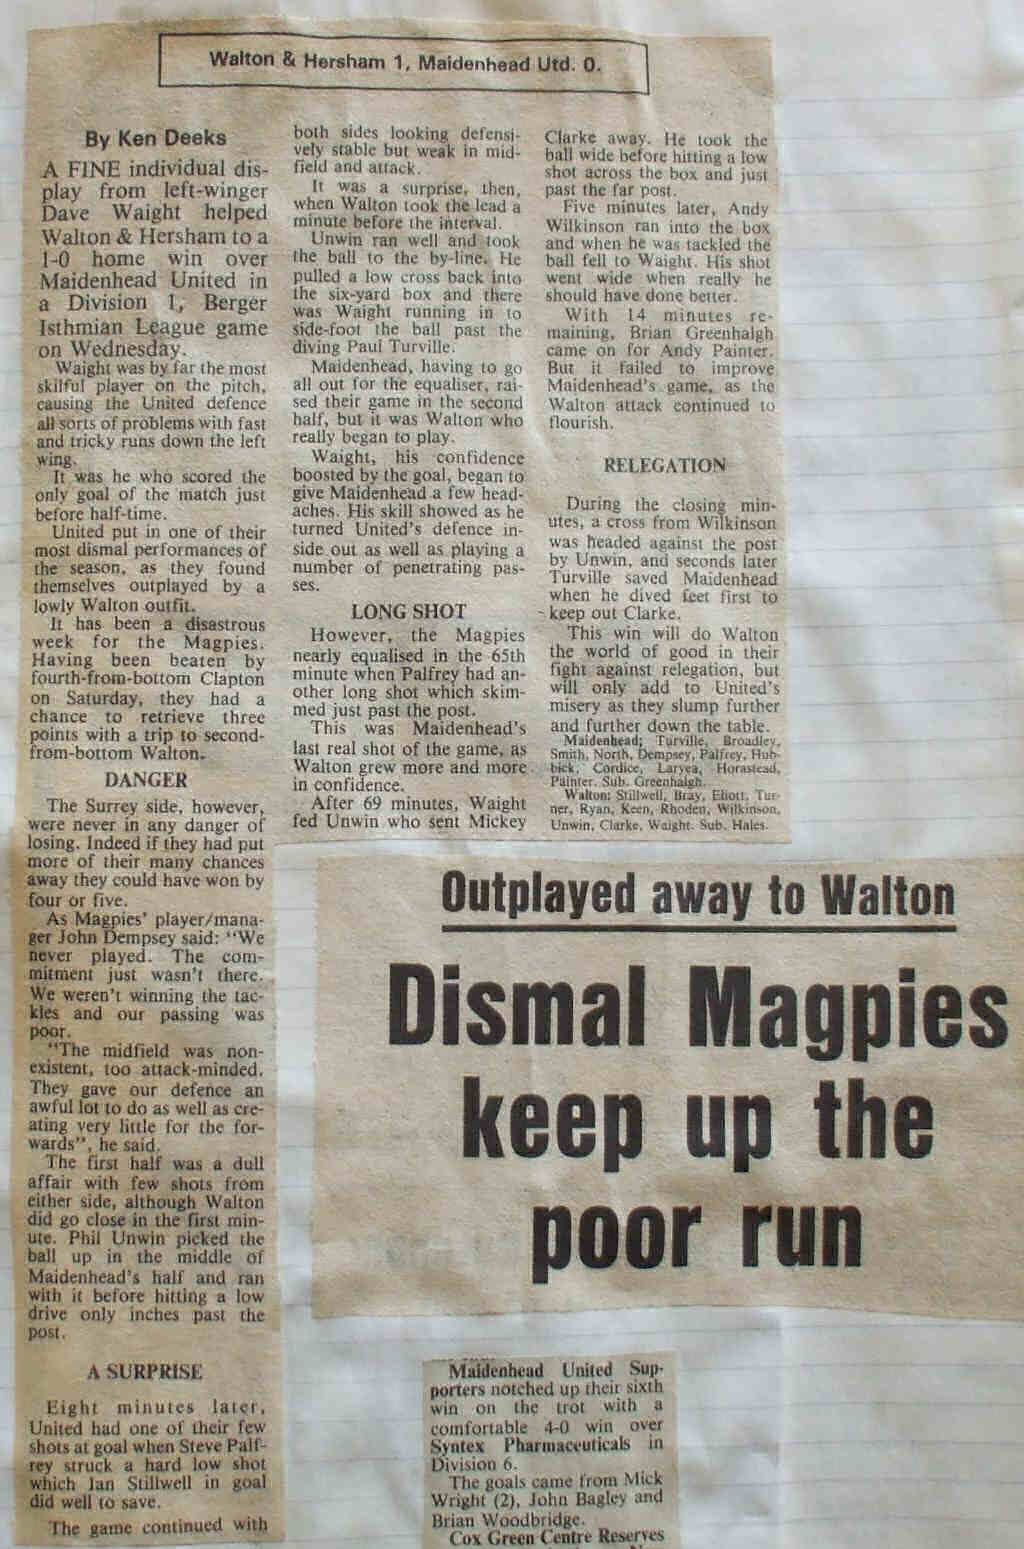 Walton & Hersham 1, Maidenhead Utd. 0.
By Ken Deeks
A FINE individual dis-
play from left-winger
Dave Waight helped
Walton & Hersham to a
1-0 home win over
Maidenhead United in
a Division 1, Berger
Isthmian League game
on Wednesday.
Waight was by far the most
skilful player on the pitch,
causing the United defence
all sorts of problems with fast
and tricky runs down the left
wing.
It was he who scored the
only goal of the match just
before half-time.
United put in one of their
most dismal performances of
the season, as they found
themselves outplayed by a
lowly Walton outfit.
It has been a disastrous
week for the Magpies.
Having been beaten by
fourth-from-bottom Clapton
on Saturday, they had a
chance to retrieve three
points with a trip to second-
from-bottom Walton.
DANGER
The Surrey side, however,
were never in any danger of
losing. Indeed if they had put
more of their many chances
away they could have won by
four or five.
As Magpies' player/mana-
ger John Dempsey said: "We
never played. The com-
mitment just wasn't there.
We weren't winning the tac-
kles and our passing was
poor.
"The midfield was non-
existent, too attack-minded.
They gave our defence an
awful lot to do as well as cre-
ating very little for the for-
wards", he said.
The first half was a dull
affair with few shots from
either side, although Walton
did go close in the first min-
ute. Phil Unwin picked the
ball up in the middle of
Maidenhead's half and ran
with it before hitting a low
drive only inches past the
post.
A SURPRISE
Eight minutes later,
United had one of their few
shots at goal when Steve Palf-
rey struck a hard low shot
which Ian Stillwell in goal
did well to save.
The game continued with
both sides looking defensi-
vely stable but weak in mid-
field and attack.
It was a surprise, then,
when Walton took the lead a
minute before the interval.
Unwin ran well and took
the ball to the by-line. He
pulled a low cross back into
the six-yard box and there
was Waight running in to
side-foot the ball past the
diving Paul Turville.
Maidenhead, having to go
all out for the equaliser, rai-
sed their game in the second
half, but it was Walton who
really began to play.
Waight, his confidence
boosted by the goal, began to
give Maidenhead a few head-
aches. His skill showed as he
turned United's defence in-
side out as well as playing a
number of penetrating pas-
ses.
LONG SHOT
However, the Magpies
nearly equalised in the 65th
minute when Palfrey had an-
other long shot which skim-
med just past the post.
This was Maidenhead's
last real shot of the game, as
Walton grew more and more
in confidence.
After 69 minutes, Waight
fed Unwin who sent Mickey
Clarke away. He took the
ball wide before hitting a low
shot across the box and just
past the far post.
Five minutes later, Andy
Wilkinson ran into the box
and when he was tackled the
ball fell to Waight. His shot
went wide when really he
should have done better.
With 14 minutes re-
maining, Brian Greenhalgh
came on for Andy Painter.
But it failed to improve
Maidenhead's game, as the
Walton attack continued to
flourish.
RELEGATION
During the closing min-
utes, a cross from Wilkinson
was headed against the post
by Unwin, and seconds later
Turville saved Maidenhead
when he dived feet first to
keep out Clarke.
This win will do Walton
the world of good in their
fight against relegation, but
will only add to United's
misery as they slump further
and further down the table.
Maidenhead; Turville, Broadley,
Smith, North, Dempsey, Palfrey, Hub-
bick, Cordice, Laryea, Horastead,
Painter. Sub. Greenhalgh.
Walton: Stillwell, Bray, Eliott, Tur-
ner, Ryan, Keen, Rhoden, Wilkinson,
Unwin, Clarke, Waight. Sub. Hales.
Outplayed away to Walton
Dismal Magpies
keep up the
poor run
Maidenhead United Sup-
porters notched up their sixth
win on the trot with a
comfortable 4-0 win over
Syntex Pharmaceuticals in
Division 6.
The goals came from Mick
Wright (2), John Bagley and
Brian Woodbridge.
Cox Green Centre Reserves